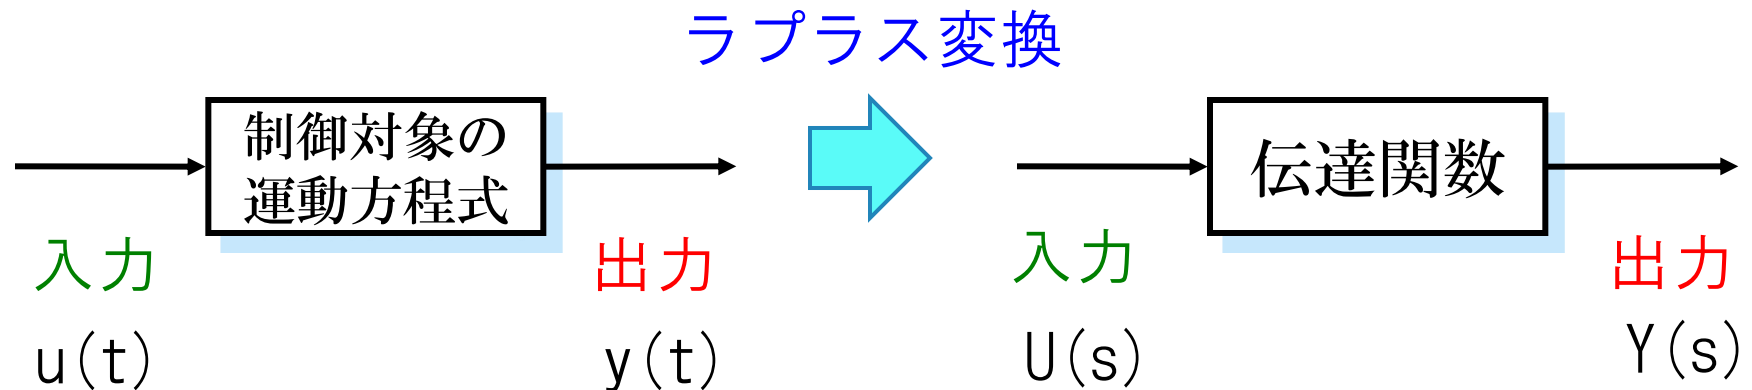 ラプラス変換
制御対象の
運動方程式
入力
u(t)
出力
y(t)
伝達関数
入力
U(s)
出力
Y(s)